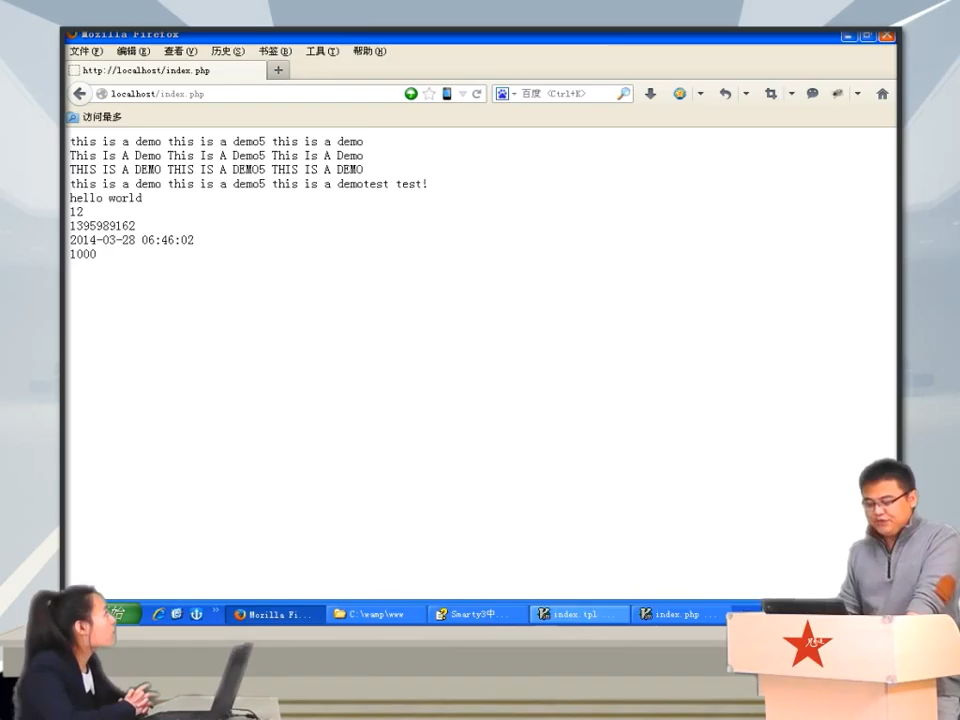 Mozilla Firefox
文件(F) 编辑(E) 查看(V) 历史(S) 书签(B) 工具(T) 帮助(H)
http://localhost/index.php +
localhost/index.php 百度 <Ctrl+K>
访问最多
this is a demo this is a demo5 this is a demo
This Is A Demo This Is A Demo5 This Is A Demo
THIS IS A DEMO THIS IS A DEMO5 THIS IS A DEMO
this is a demo this is a demo5 this is a demotest test!
hello world
12
1395989162
2014-03-28 06:46:02
1000
始 Mozilla Fi... C:\wamp\www Smarty3中... index.tpl index.php ...